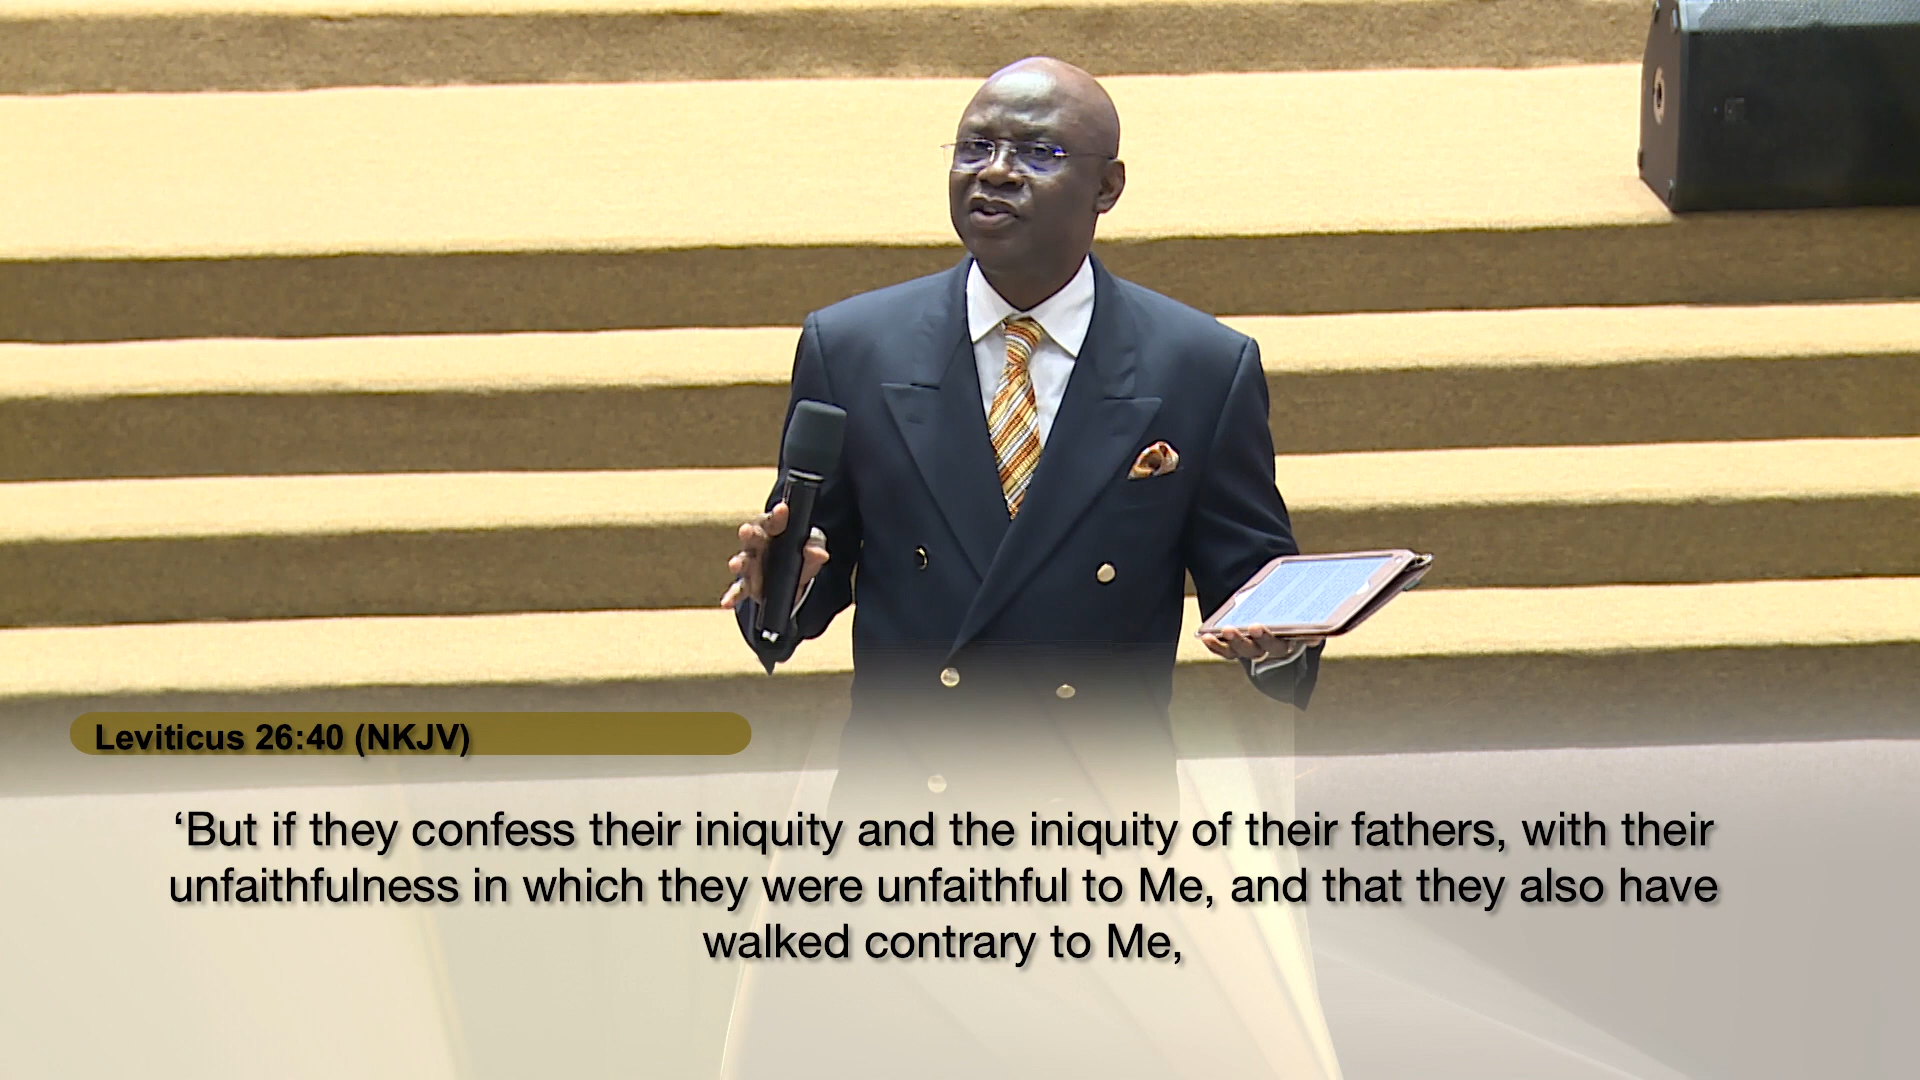 Leviticus 26:40 (NKJV)
‘But if they confess their iniquity and the iniquity of their fathers, with their
unfaithfulness in which they were unfaithful to Me, and that they also have
walked contrary to Me,